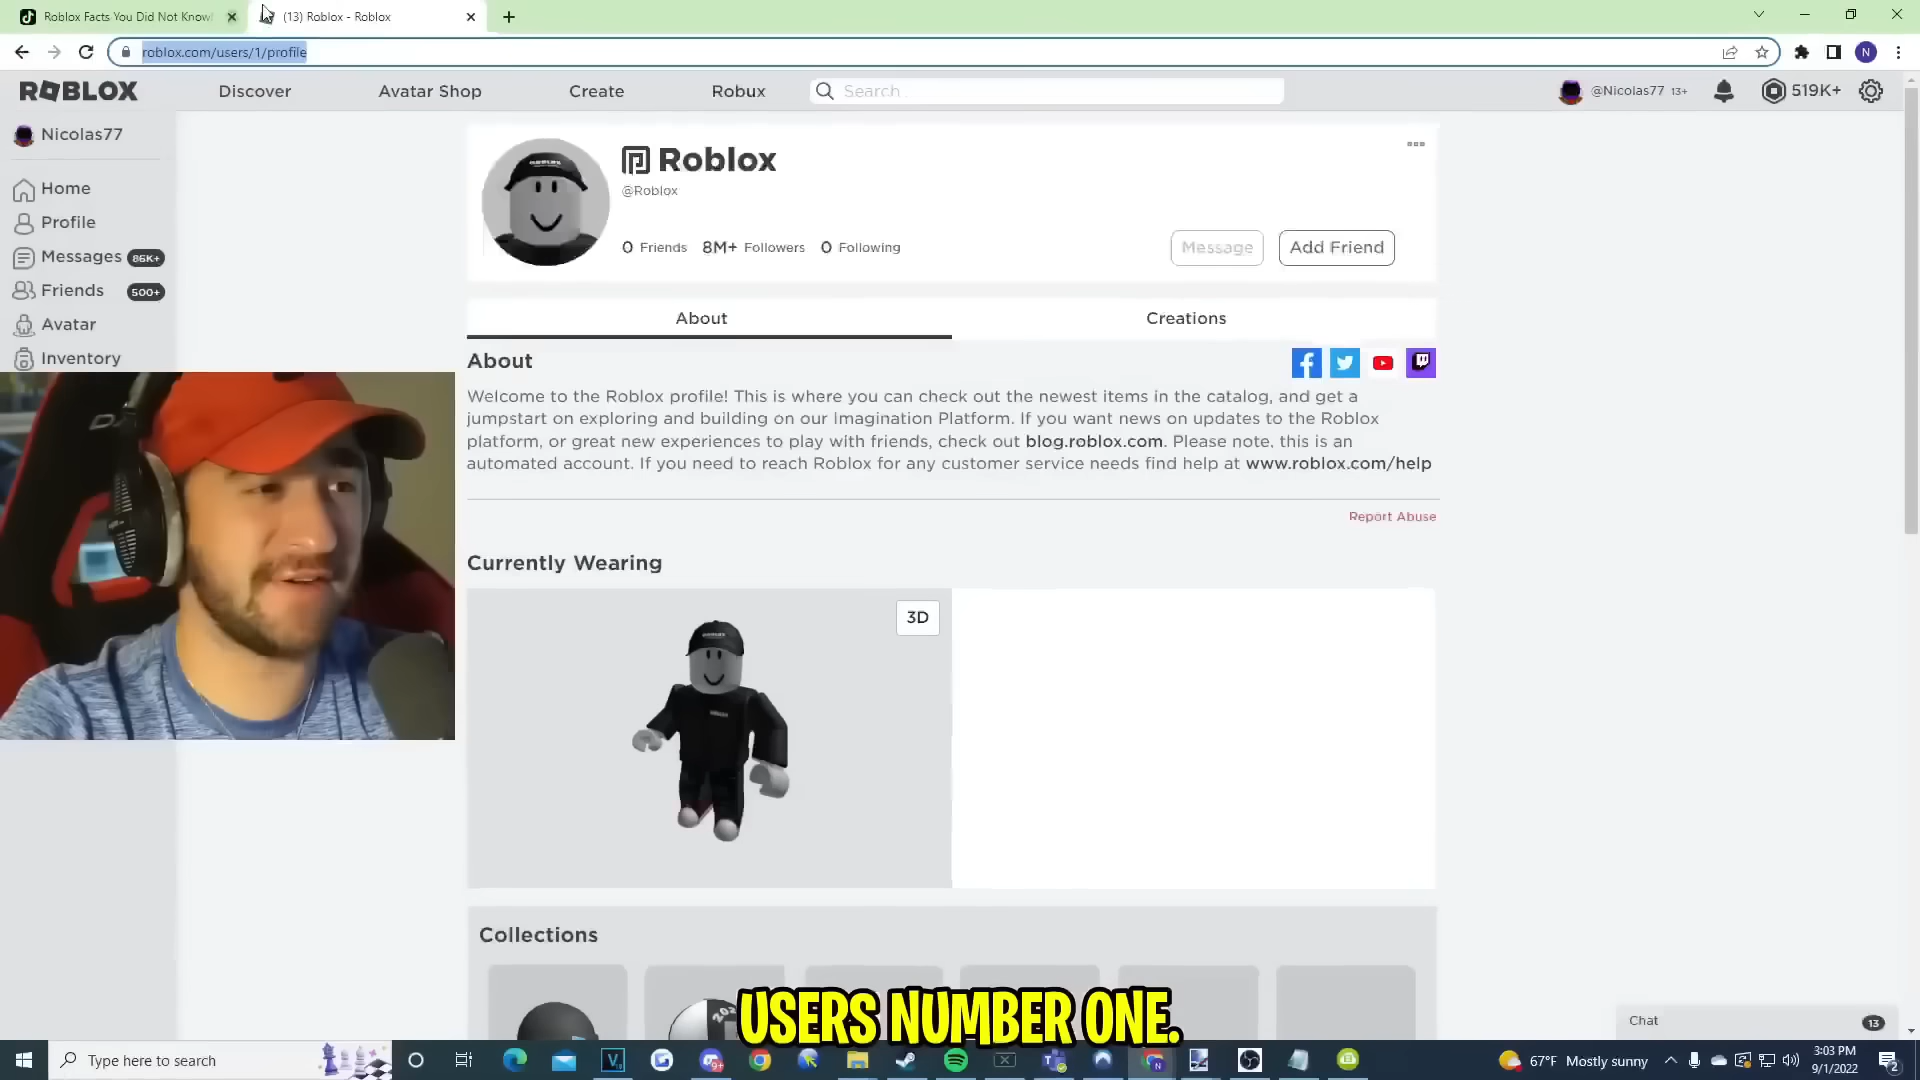 Roblox Facts You Did Not Know!
(13) Roblox - Roblox
roblox.com/users/1/profile
N
ROBLOX
Discover
Avatar Shop
Create
Robux
Search
@Nicolas77 13+
519K+
Nicolas77
Home
Profile
Messages 86K+
Friends 500+
Avatar
Inventory
Roblox
@Roblox
0 Friends 8M+ Followers 0 Following
Message
Add Friend
About
Creations
About
Welcome to the Roblox profile! This is where you can check out the newest items in the catalog, and get a
jumpstart on exploring and building on our Imagination Platform. If you want news on updates to the Roblox
platform, or great new experiences to play with friends, check out blog.roblox.com. Please note, this is an
automated account. If you need to reach Roblox for any customer service needs find help at www.roblox.com/help
Report Abuse
Currently Wearing
3D
Collections
USERS NUMBER ONE.
Chat
13
Type here to search
9+
67°F Mostly sunny
3:03 PM
9/1/2022
2